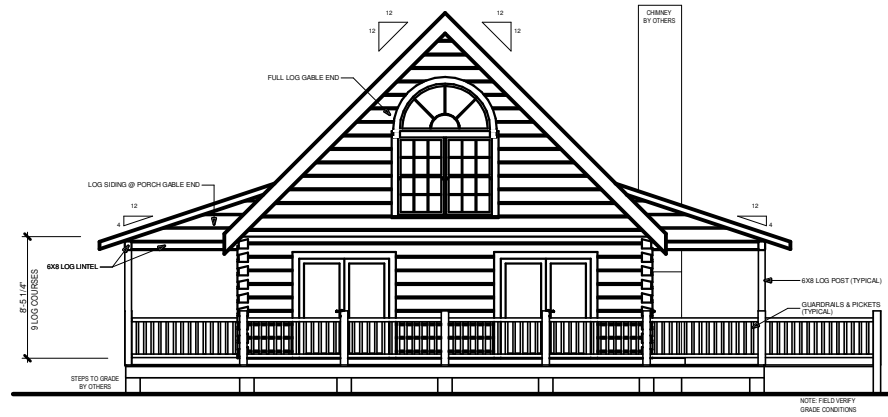 12
12
12
12
CHIMNEY
BY OTHERS
FULL LOG GABLE END
LOG SIDING @ PORCH GABLE END
12
4
12
4
6X8 LOG LINTEL
8'-5 1/4"
9 LOG COURSES
6X8 LOG POST (TYPICAL)
GUARDRAILS & PICKETS
(TYPICAL)
STEPS TO GRADE
BY OTHERS
NOTE: FIELD VERIFY
GRADE CONDITIONS